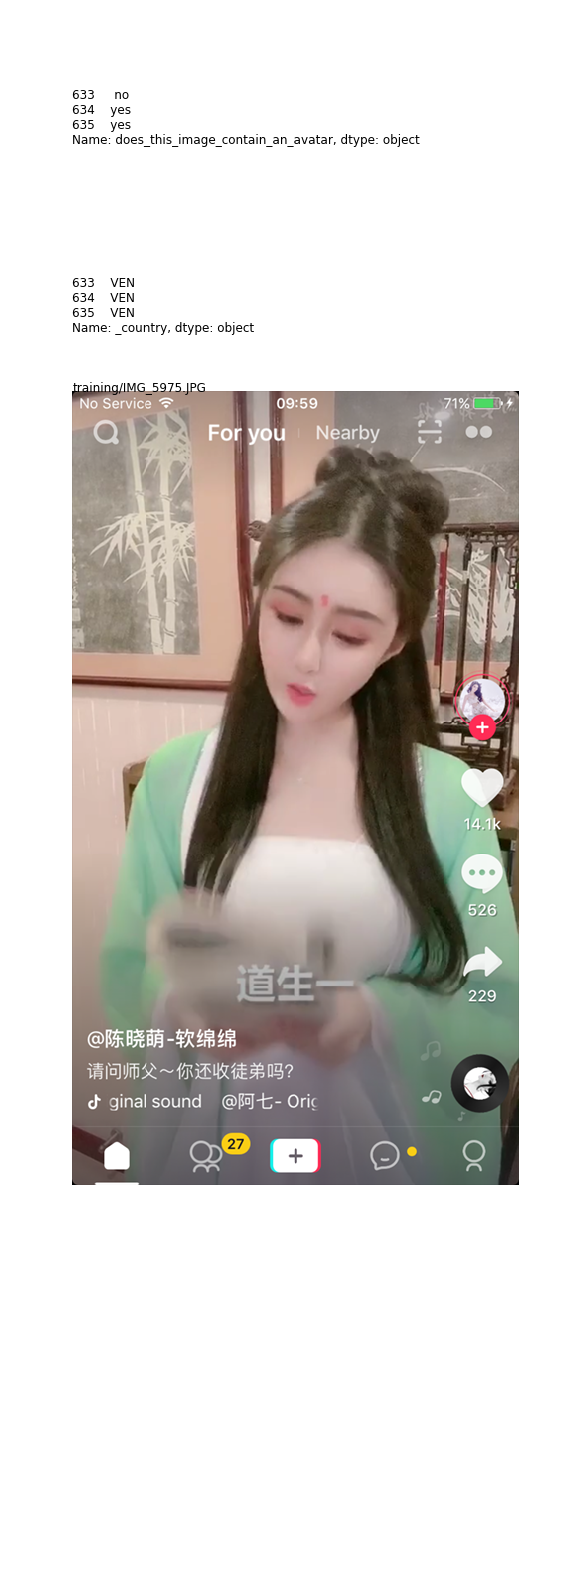 633 no
634 yes
635 yes
Name: does_this_image_contain_an_avatar, dtype: object
633 VEN
634 VEN
635 VEN
Name: _country, dtype: object
training/IMG_5975.JPG
No Service 09:59 71%
For you Nearby
14.1k
526
道生一
229
@陈晓萌-软绵绵
请问师父～你还收徒弟吗?
ginal sound @阿七- Orig
27